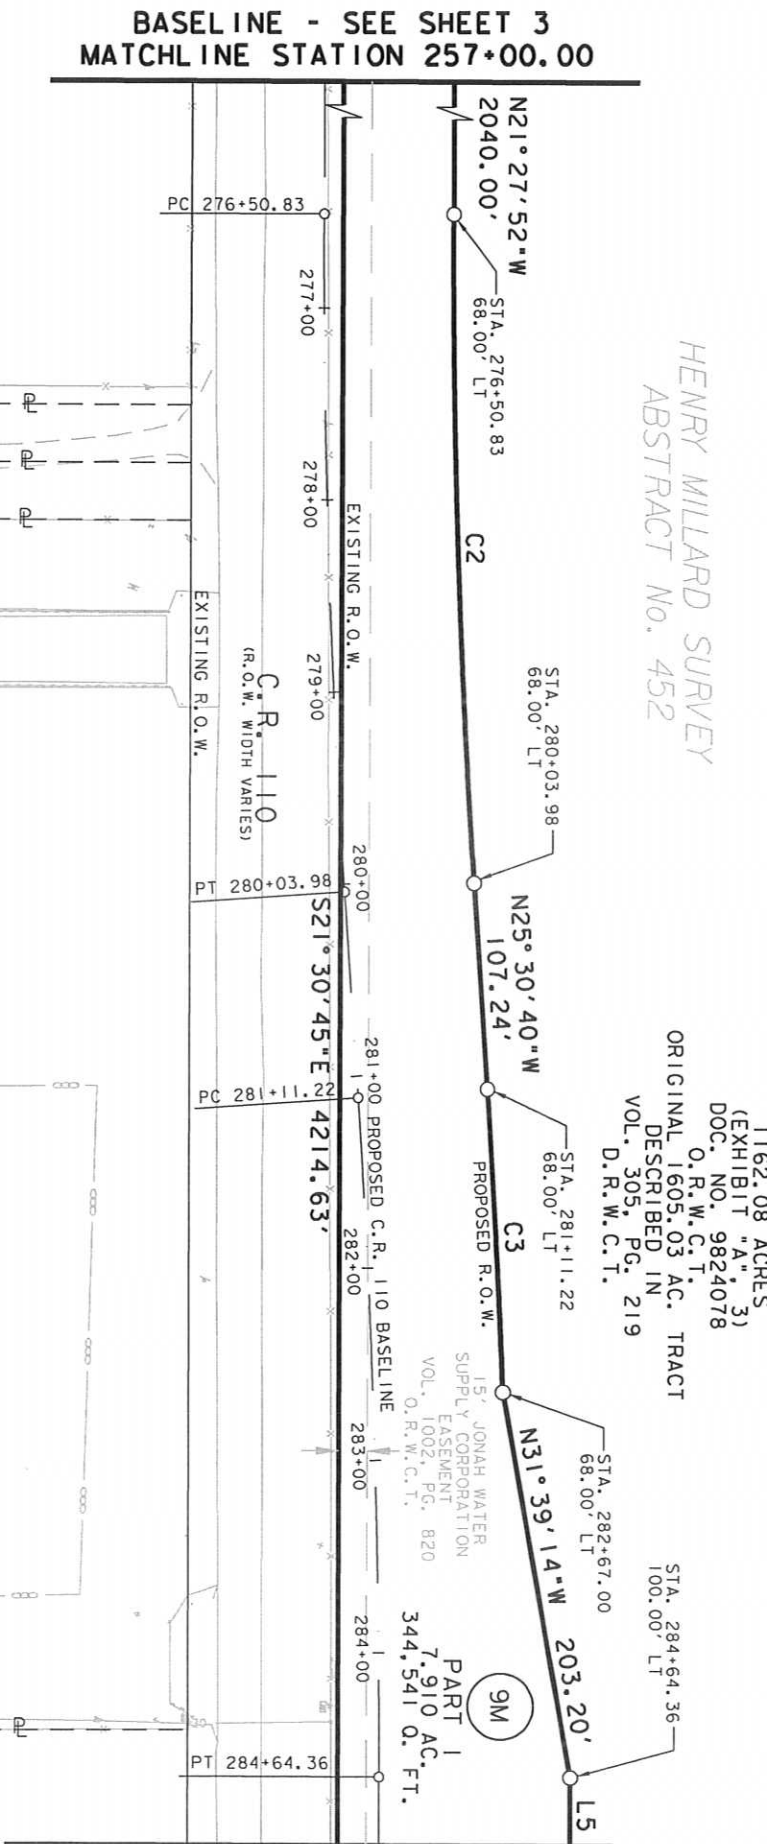 BASELINE - SEE SHEET 3
MATCHLINE STATION 257+00.00
N21°27'52"W
2040.00'
STA. 276+50.83
68.00' LT
PC 276+50.83
277+00
278+00
279+00
280+00
281+00
282+00
283+00
284+00
HENRY MILLARD SURVEY
ABSTRACT No. 452
C2
EXISTING R.O.W.
EXISTING R.O.W.
C.R. 110
(R.O.W. WIDTH VARIES)
STA. 280+03.98
68.00' LT
PT 280+03.98
S21°30'45"E 4214.63'
N25°30'40"W
107.24'
PC 281+11.22
PROPOSED C.R. 110 BASELINE
STA. 281+11.22
68.00' LT
C3
PROPOSED R.O.W.
1162.08 ACRES
(EXHIBIT "A", 3)
DOC. NO. 9824078
O.R.W.C.T.
ORIGINAL 1605.03 AC. TRACT
DESCRIBED IN
VOL. 305, PG. 219
D.R.W.C.T.
15' JONAH WATER
SUPPLY CORPORATION
EASEMENT
VOL. 1002, PG. 820
O.R.W.C.T.
STA. 282+67.00
68.00' LT
N31°39'14"W 203.20'
STA. 284+64.36
100.00' LT
9M
PART 1
7.910 AC.
344,541 Q. FT.
PT 284+64.36
L5
PL
PL
PL
PL